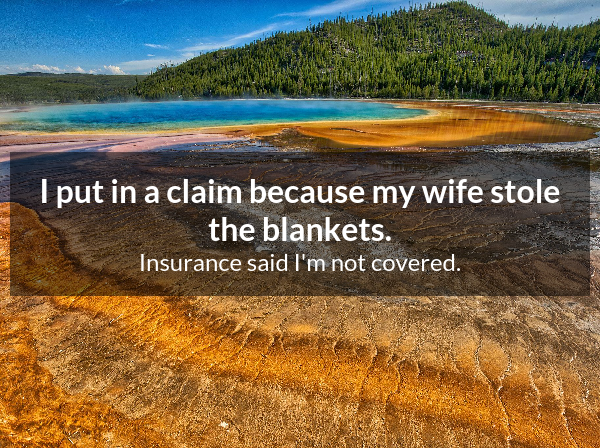 I put in a claim because my wife stole
the blankets.
Insurance said I'm not covered.